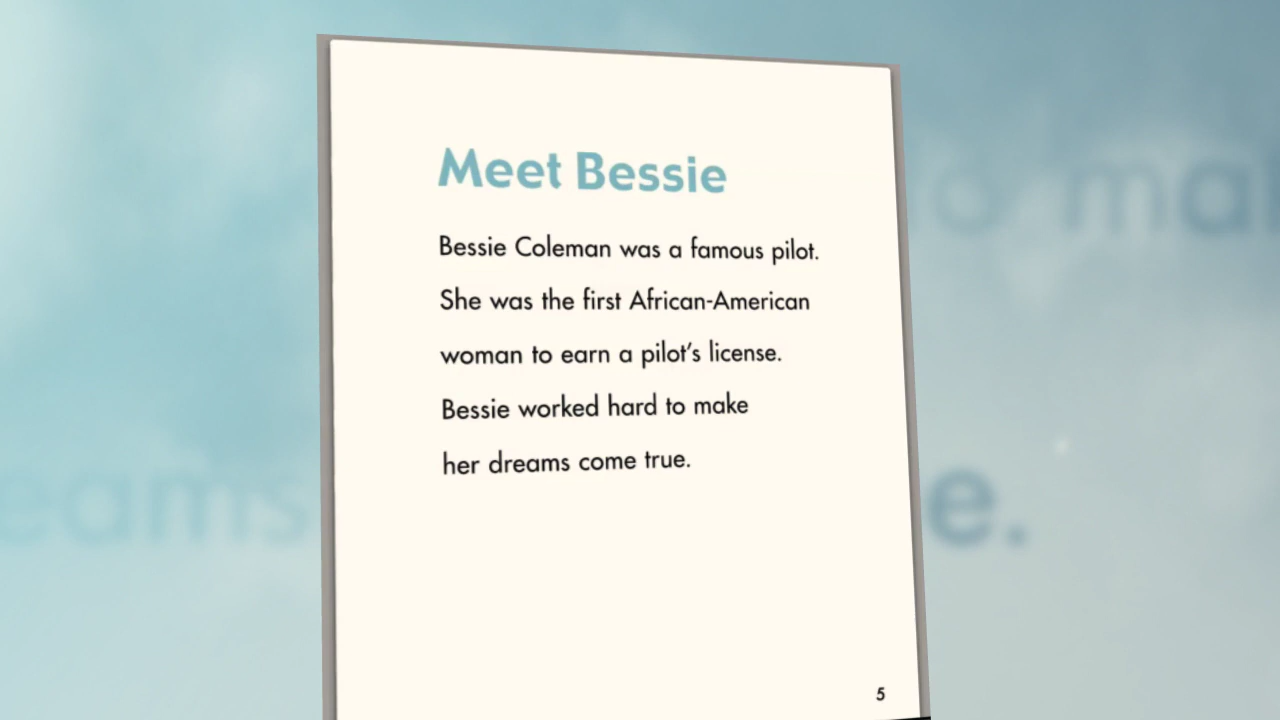 Meet Bessie
Bessie Coleman was a famous pilot.
She was the first African-American
woman to earn a pilot's license.
Bessie worked hard to make
her dreams come true.
5